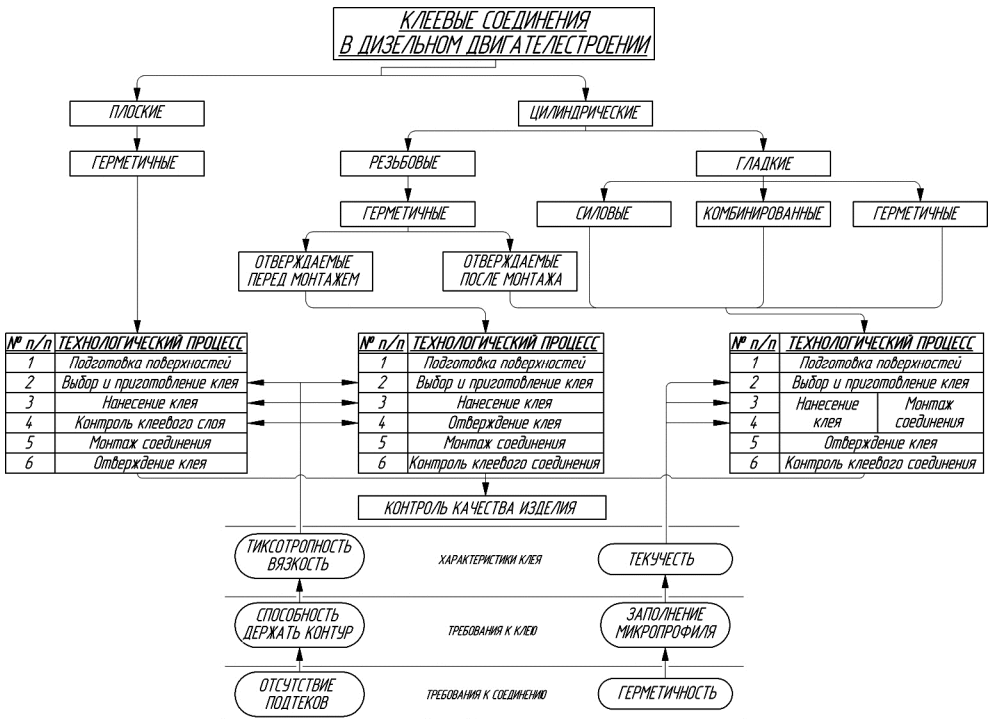 КЛЕЕВЫЕ СОЕДИНЕНИЯ
В ДИЗЕЛЬНОМ ДВИГАТЕЛЕСТРОЕНИИ
ПЛОСКИЕ
ЦИЛИНДРИЧЕСКИЕ
ГЕРМЕТИЧНЫЕ
РЕЗЬБОВЫЕ
ГЛАДКИЕ
ГЕРМЕТИЧНЫЕ
СИЛОВЫЕ
КОМБИНИРОВАННЫЕ
ГЕРМЕТИЧНЫЕ
ОТВЕРЖДАЕМЫЕ
ПЕРЕД МОНТАЖЕМ
ОТВЕРЖДАЕМЫЕ
ПОСЛЕ МОНТАЖА
№ п/п ТЕХНОЛОГИЧЕСКИЙ ПРОЦЕСС
1 Подготовка поверхностей
2 Выбор и приготовление клея
3 Нанесение клея
4 Контроль клеевого слоя
5 Монтаж соединения
6 Отверждение клея
№ п/п ТЕХНОЛОГИЧЕСКИЙ ПРОЦЕСС
1 Подготовка поверхностей
2 Выбор и приготовление клея
3 Нанесение клея
4 Отверждение клея
5 Монтаж соединения
6 Контроль клеевого соединения
№ п/п ТЕХНОЛОГИЧЕСКИЙ ПРОЦЕСС
1 Подготовка поверхностей
2 Выбор и приготовление клея
3 Нанесение Монтаж
4 клея соединения
5 Отверждение клея
6 Контроль клеевого соединения
КОНТРОЛЬ КАЧЕСТВА ИЗДЕЛИЯ
ТИКСОТРОПНОСТЬ
ВЯЗКОСТЬ
ХАРАКТЕРИСТИКИ КЛЕЯ
ТЕКУЧЕСТЬ
СПОСОБНОСТЬ
ДЕРЖАТЬ КОНТУР
ТРЕБОВАНИЯ К КЛЕЮ
ЗАПОЛНЕНИЕ
МИКРОПРОФИЛЯ
ОТСУТСТВИЕ
ПОДТЕКОВ
ТРЕБОВАНИЯ К СОЕДИНЕНИЮ
ГЕРМЕТИЧНОСТЬ